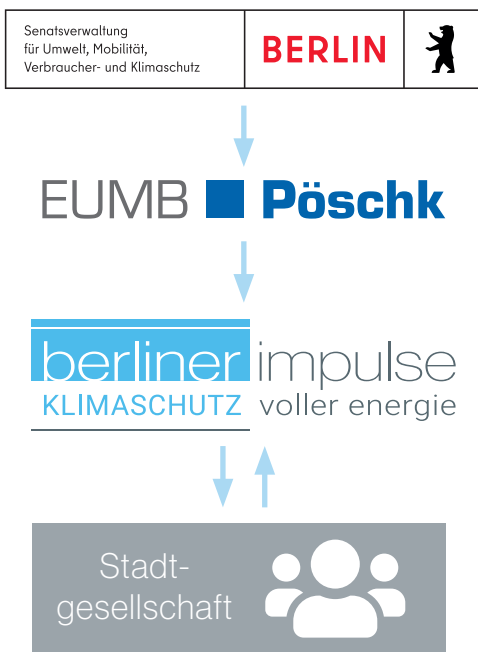 Senatsverwaltung
für Umwelt, Mobilität,
Verbraucher- und Klimaschutz
BERLIN
EUMB Pöschk
berliner impulse
KLIMASCHUTZ voller energie
Stadt-
gesellschaft